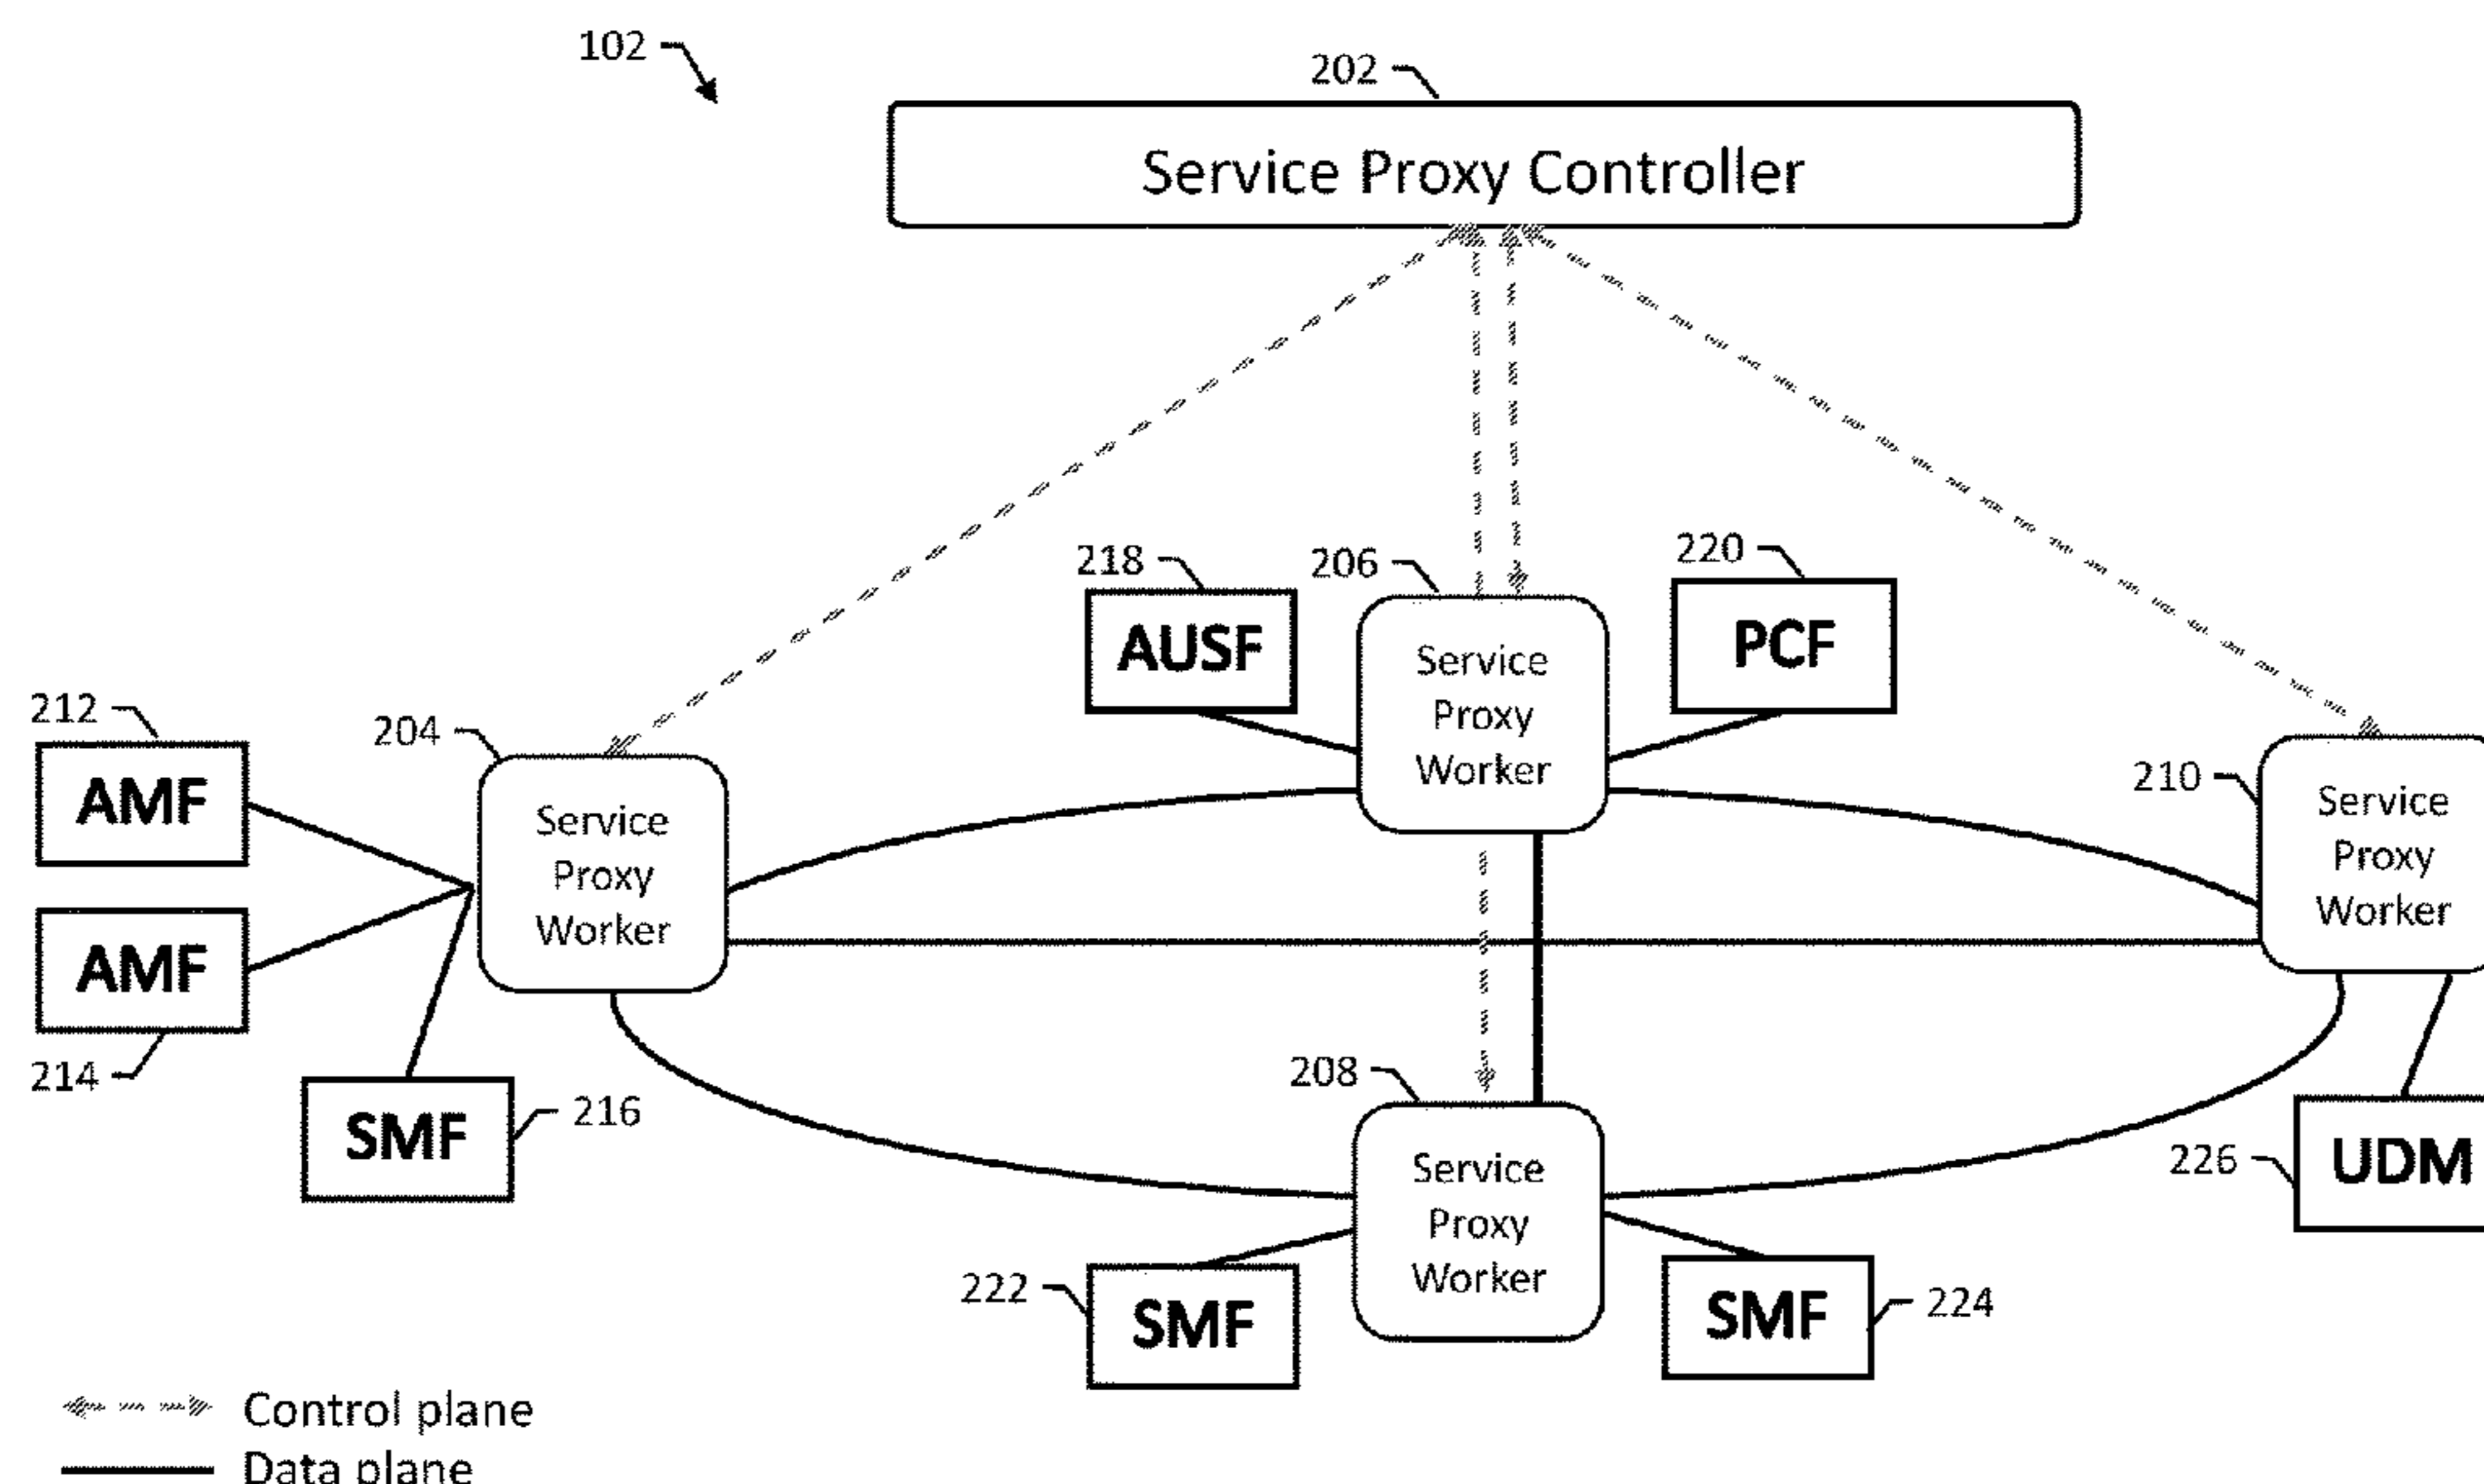 102
202
Service Proxy Controller
218
206
220
AUSF
Service
Proxy
Worker
PCF
212
204
AMF
Service
Proxy
Worker
210
Service
Proxy
Worker
AMF
214
SMF
216
208
Service
Proxy
Worker
226
UDM
222
SMF
SMF
224
Control plane
Data plane